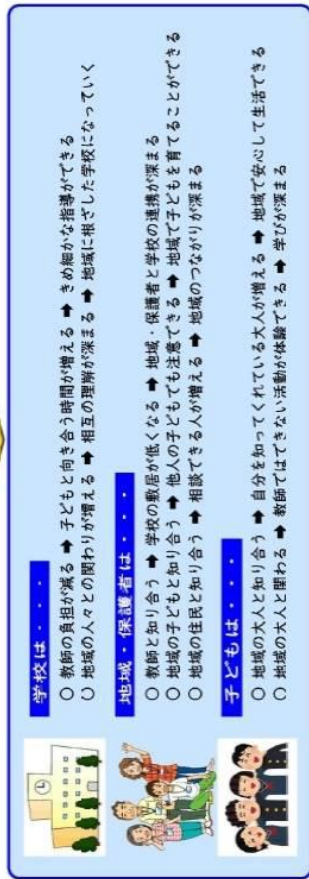 学校は・・・
○ 教師の負担が減る ➡ 子どもと向き合う時間が増える ➡ きめ細かな指導ができる
○ 地域の人々との関わりが増える ➡ 相互の理解が深まる ➡ 地域に根ざした学校になっていく
地域・保護者は・・・
○ 教師と知り合う ➡ 学校の敷居が低くなる ➡ 地域・保護者と学校の連携が深まる
○ 地域の子どもと知り合う ➡ 他人の子どもでも注意できる ➡ 地域で子どもを育てることができる
○ 地域の住民と知り合う ➡ 相談できる人が増える ➡ 地域のつながりが深まる
子どもは・・・
○ 地域の大人と知り合う ➡ 自分を知ってくれている大人が増える ➡ 地域で安心して生活できる
○ 地域の大人と関わる ➡ 教師ではできない活動が体験できる ➡ 学びが深まる